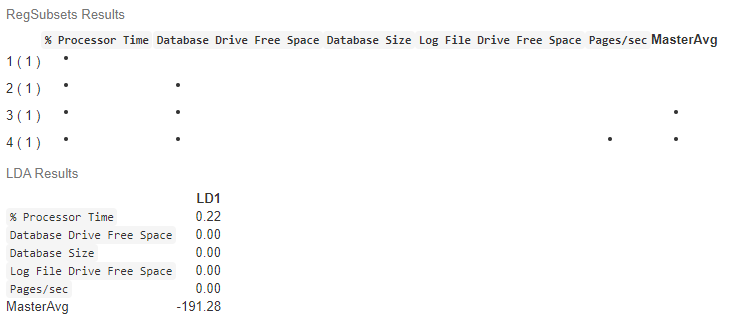 RegSubsets Results
% Processor Time Database Drive Free Space Database Size Log File Drive Free Space Pages/sec MasterAvg
1 ( 1 ) •
2 ( 1 ) • •
3 ( 1 ) • • •
4 ( 1 ) • • • •
LDA Results
LD1
% Processor Time 0.22
Database Drive Free Space 0.00
Database Size 0.00
Log File Drive Free Space 0.00
Pages/sec 0.00
MasterAvg -191.28